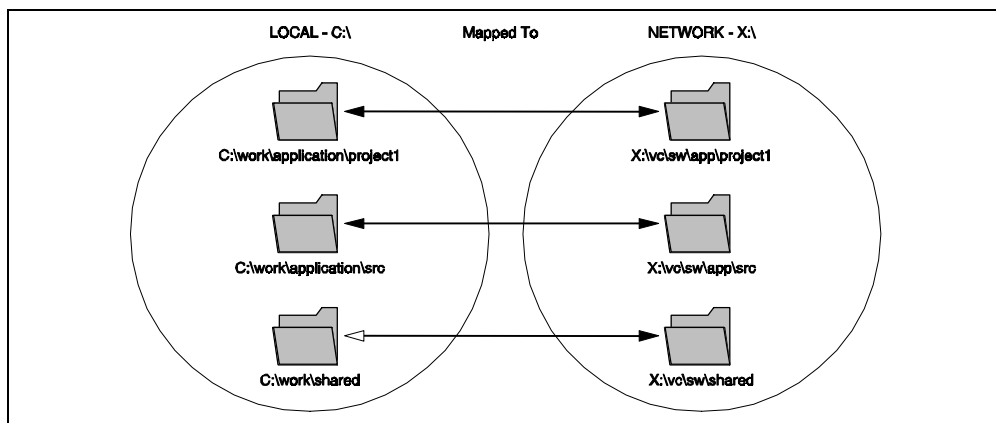 LOCAL - C:\ Mapped To NETWORK - X:\
C:\work\application\project1 X:\vc\sw\app\project1
C:\work\application\src X:\vc\sw\app\src
C:\work\shared X:\vc\sw\shared